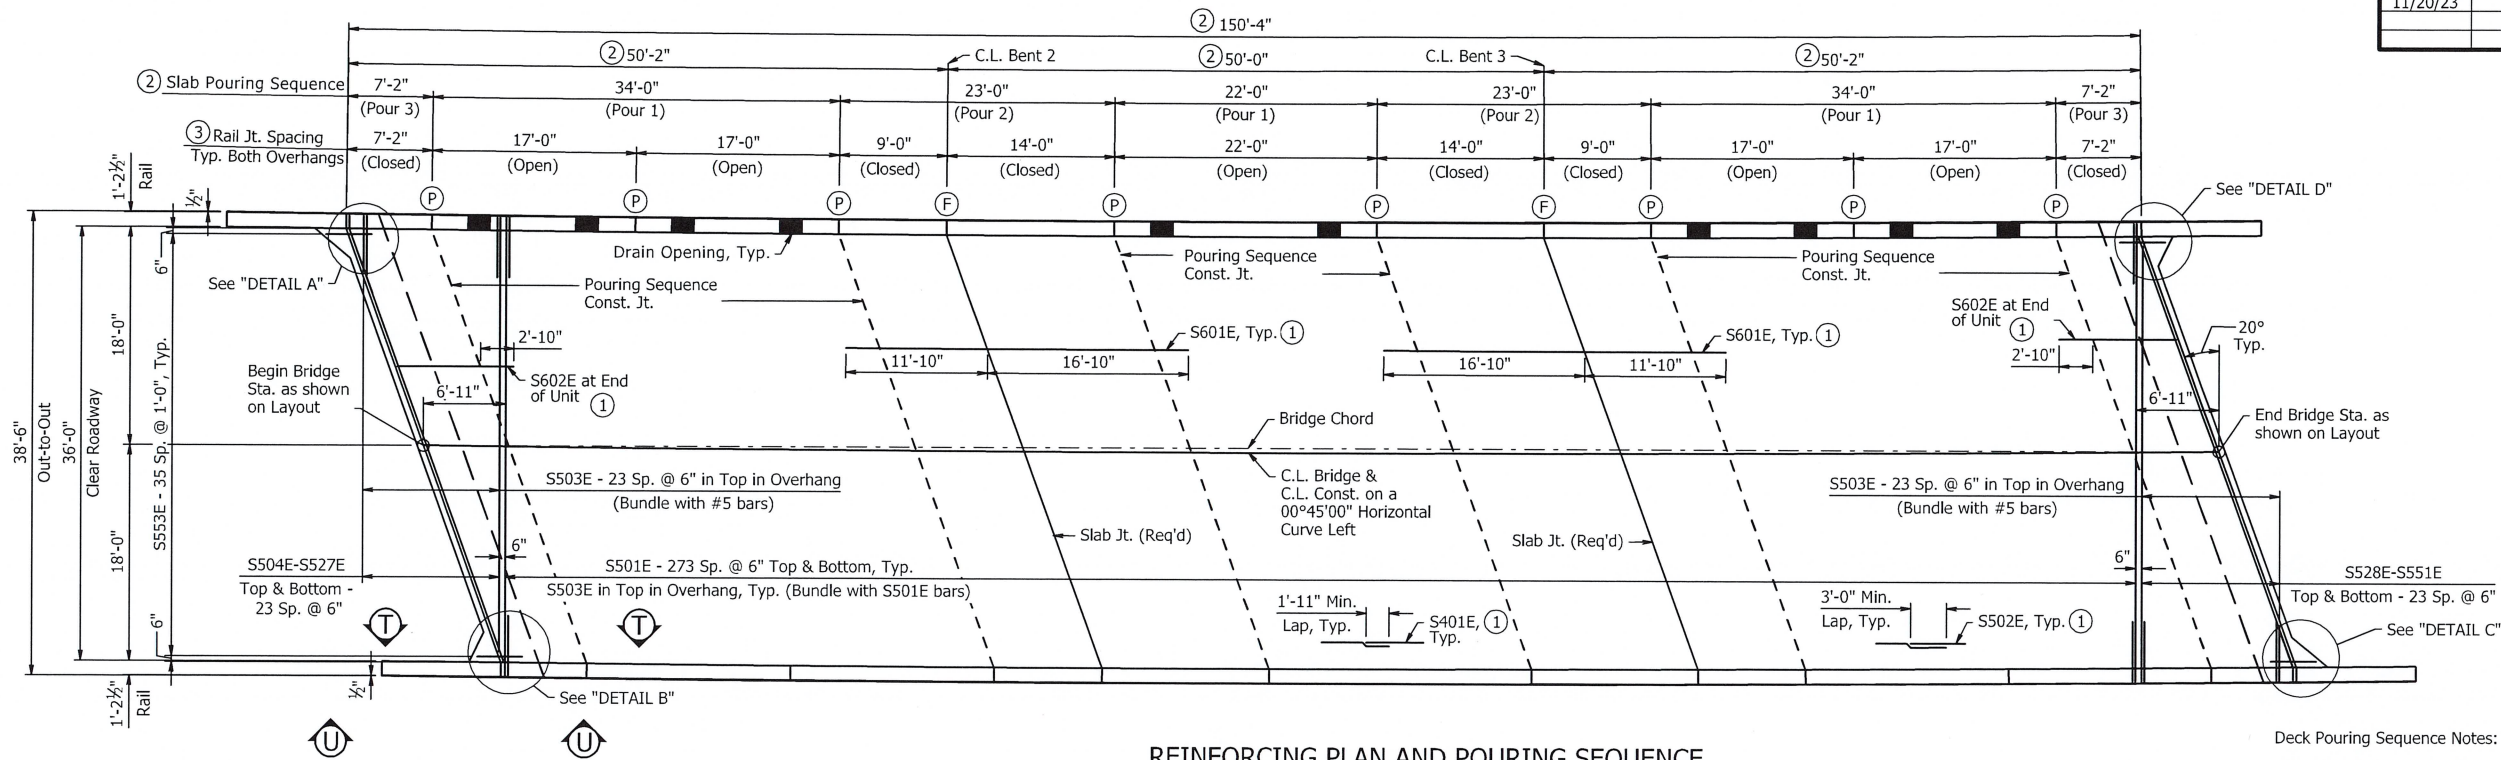 11/20/23
② 150'-4"
② 50'-2"
C.L. Bent 2
② 50'-0"
C.L. Bent 3
② 50'-2"
② Slab Pouring Sequence
7'-2"
(Pour 3)
34'-0"
(Pour 1)
23'-0"
(Pour 2)
22'-0"
(Pour 1)
23'-0"
(Pour 2)
34'-0"
(Pour 1)
7'-2"
(Pour 3)
③ Rail Jt. Spacing
Typ. Both Overhangs
7'-2"
(Closed)
17'-0"
(Open)
17'-0"
(Open)
9'-0"
(Closed)
14'-0"
(Closed)
22'-0"
(Open)
14'-0"
(Closed)
9'-0"
(Closed)
17'-0"
(Open)
17'-0"
(Open)
7'-2"
(Closed)
P
P
P
F
P
P
F
P
P
P
1'-2½"
Rail
½"
See "DETAIL D"
6"
See "DETAIL A"
Drain Opening, Typ.
Pouring Sequence
Const. Jt.
Pouring Sequence
Const. Jt.
Pouring Sequence
Const. Jt.
18'-0"
2'-10"
S601E, Typ. ①
11'-10"
16'-10"
S601E, Typ. ①
16'-10"
11'-10"
S602E at End
of Unit ①
2'-10"
20°
Typ.
Begin Bridge
Sta. as shown
on Layout
S602E at End
of Unit ①
6'-11"
6'-11"
Bridge Chord
End Bridge Sta. as
shown on Layout
38'-6"
Out-to-Out
36'-0"
Clear Roadway
S553E - 35 Sp. @ 1'-0", Typ.
S503E - 23 Sp. @ 6" in Top in Overhang
(Bundle with #5 bars)
C.L. Bridge &
C.L. Const. on a
00°45'00" Horizontal
Curve Left
S503E - 23 Sp. @ 6" in Top in Overhang
(Bundle with #5 bars)
18'-0"
Slab Jt. (Req'd)
Slab Jt. (Req'd)
6"
6"
S504E-S527E
Top & Bottom -
23 Sp. @ 6"
S501E - 273 Sp. @ 6" Top & Bottom, Typ.
S503E in Top in Overhang, Typ. (Bundle with S501E bars)
S528E-S551E
Top & Bottom - 23 Sp. @ 6"
1'-11" Min.
Lap, Typ.
S401E, ①
Typ.
3'-0" Min.
Lap, Typ.
S502E, Typ. ①
T
T
6"
See "DETAIL C"
See "DETAIL B"
1'-2½"
Rail
½"
U
U
REINFORCING PLAN AND POURING SEQUENCE
Deck Pouring Sequence Notes: